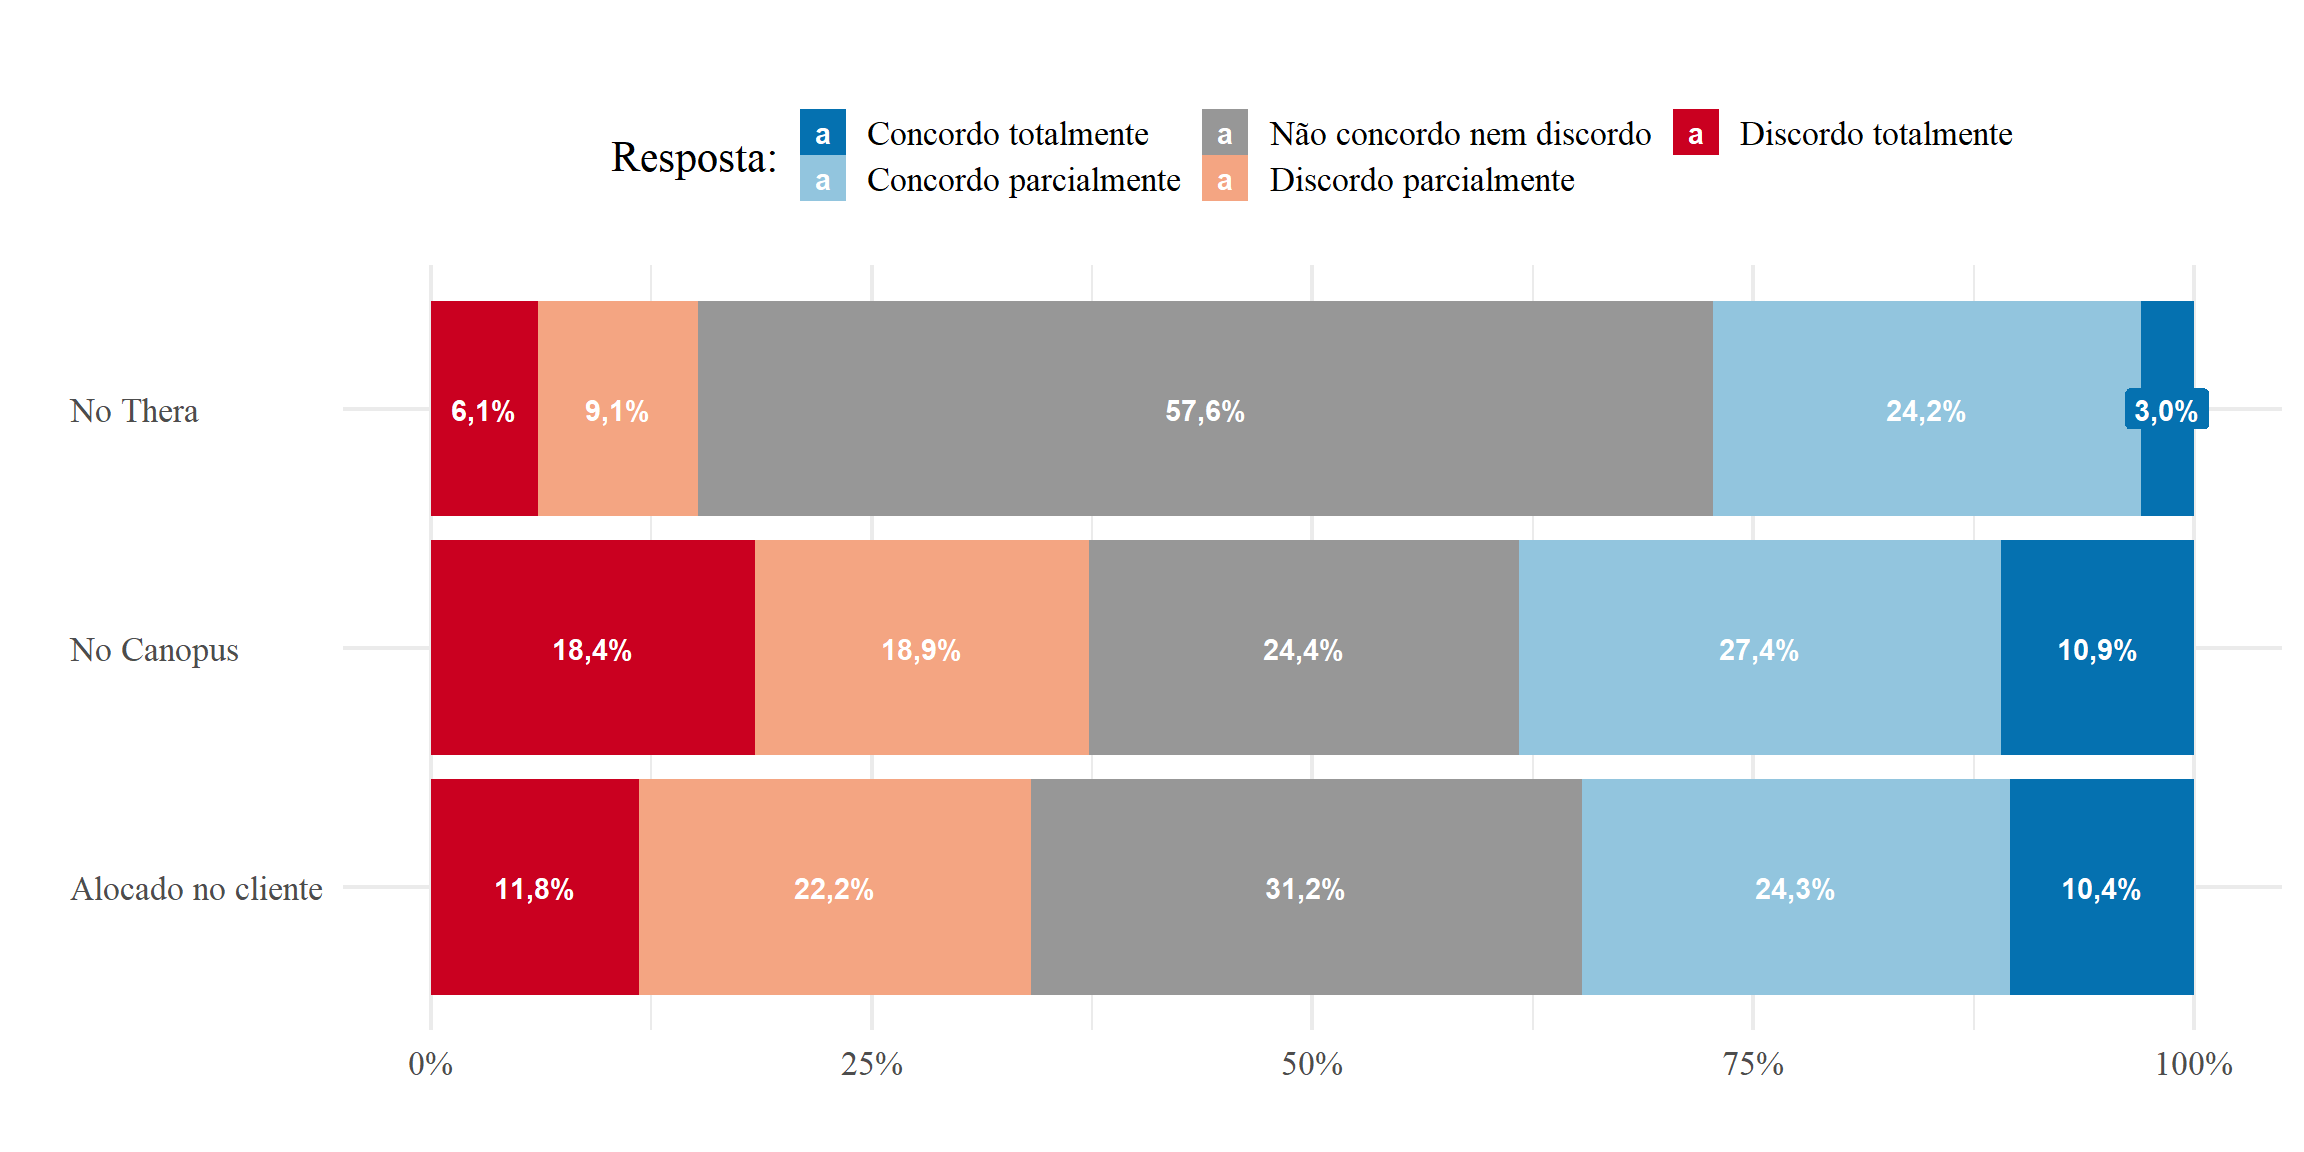 Resposta:
a Concordo totalmente a Não concordo nem discordo a Discordo totalmente
a Concordo parcialmente a Discordo parcialmente
No Thera 6,1% 9,1% 57,6% 24,2% 3,0%
No Canopus 18,4% 18,9% 24,4% 27,4% 10,9%
Alocado no cliente 11,8% 22,2% 31,2% 24,3% 10,4%
0% 25% 50% 75% 100%